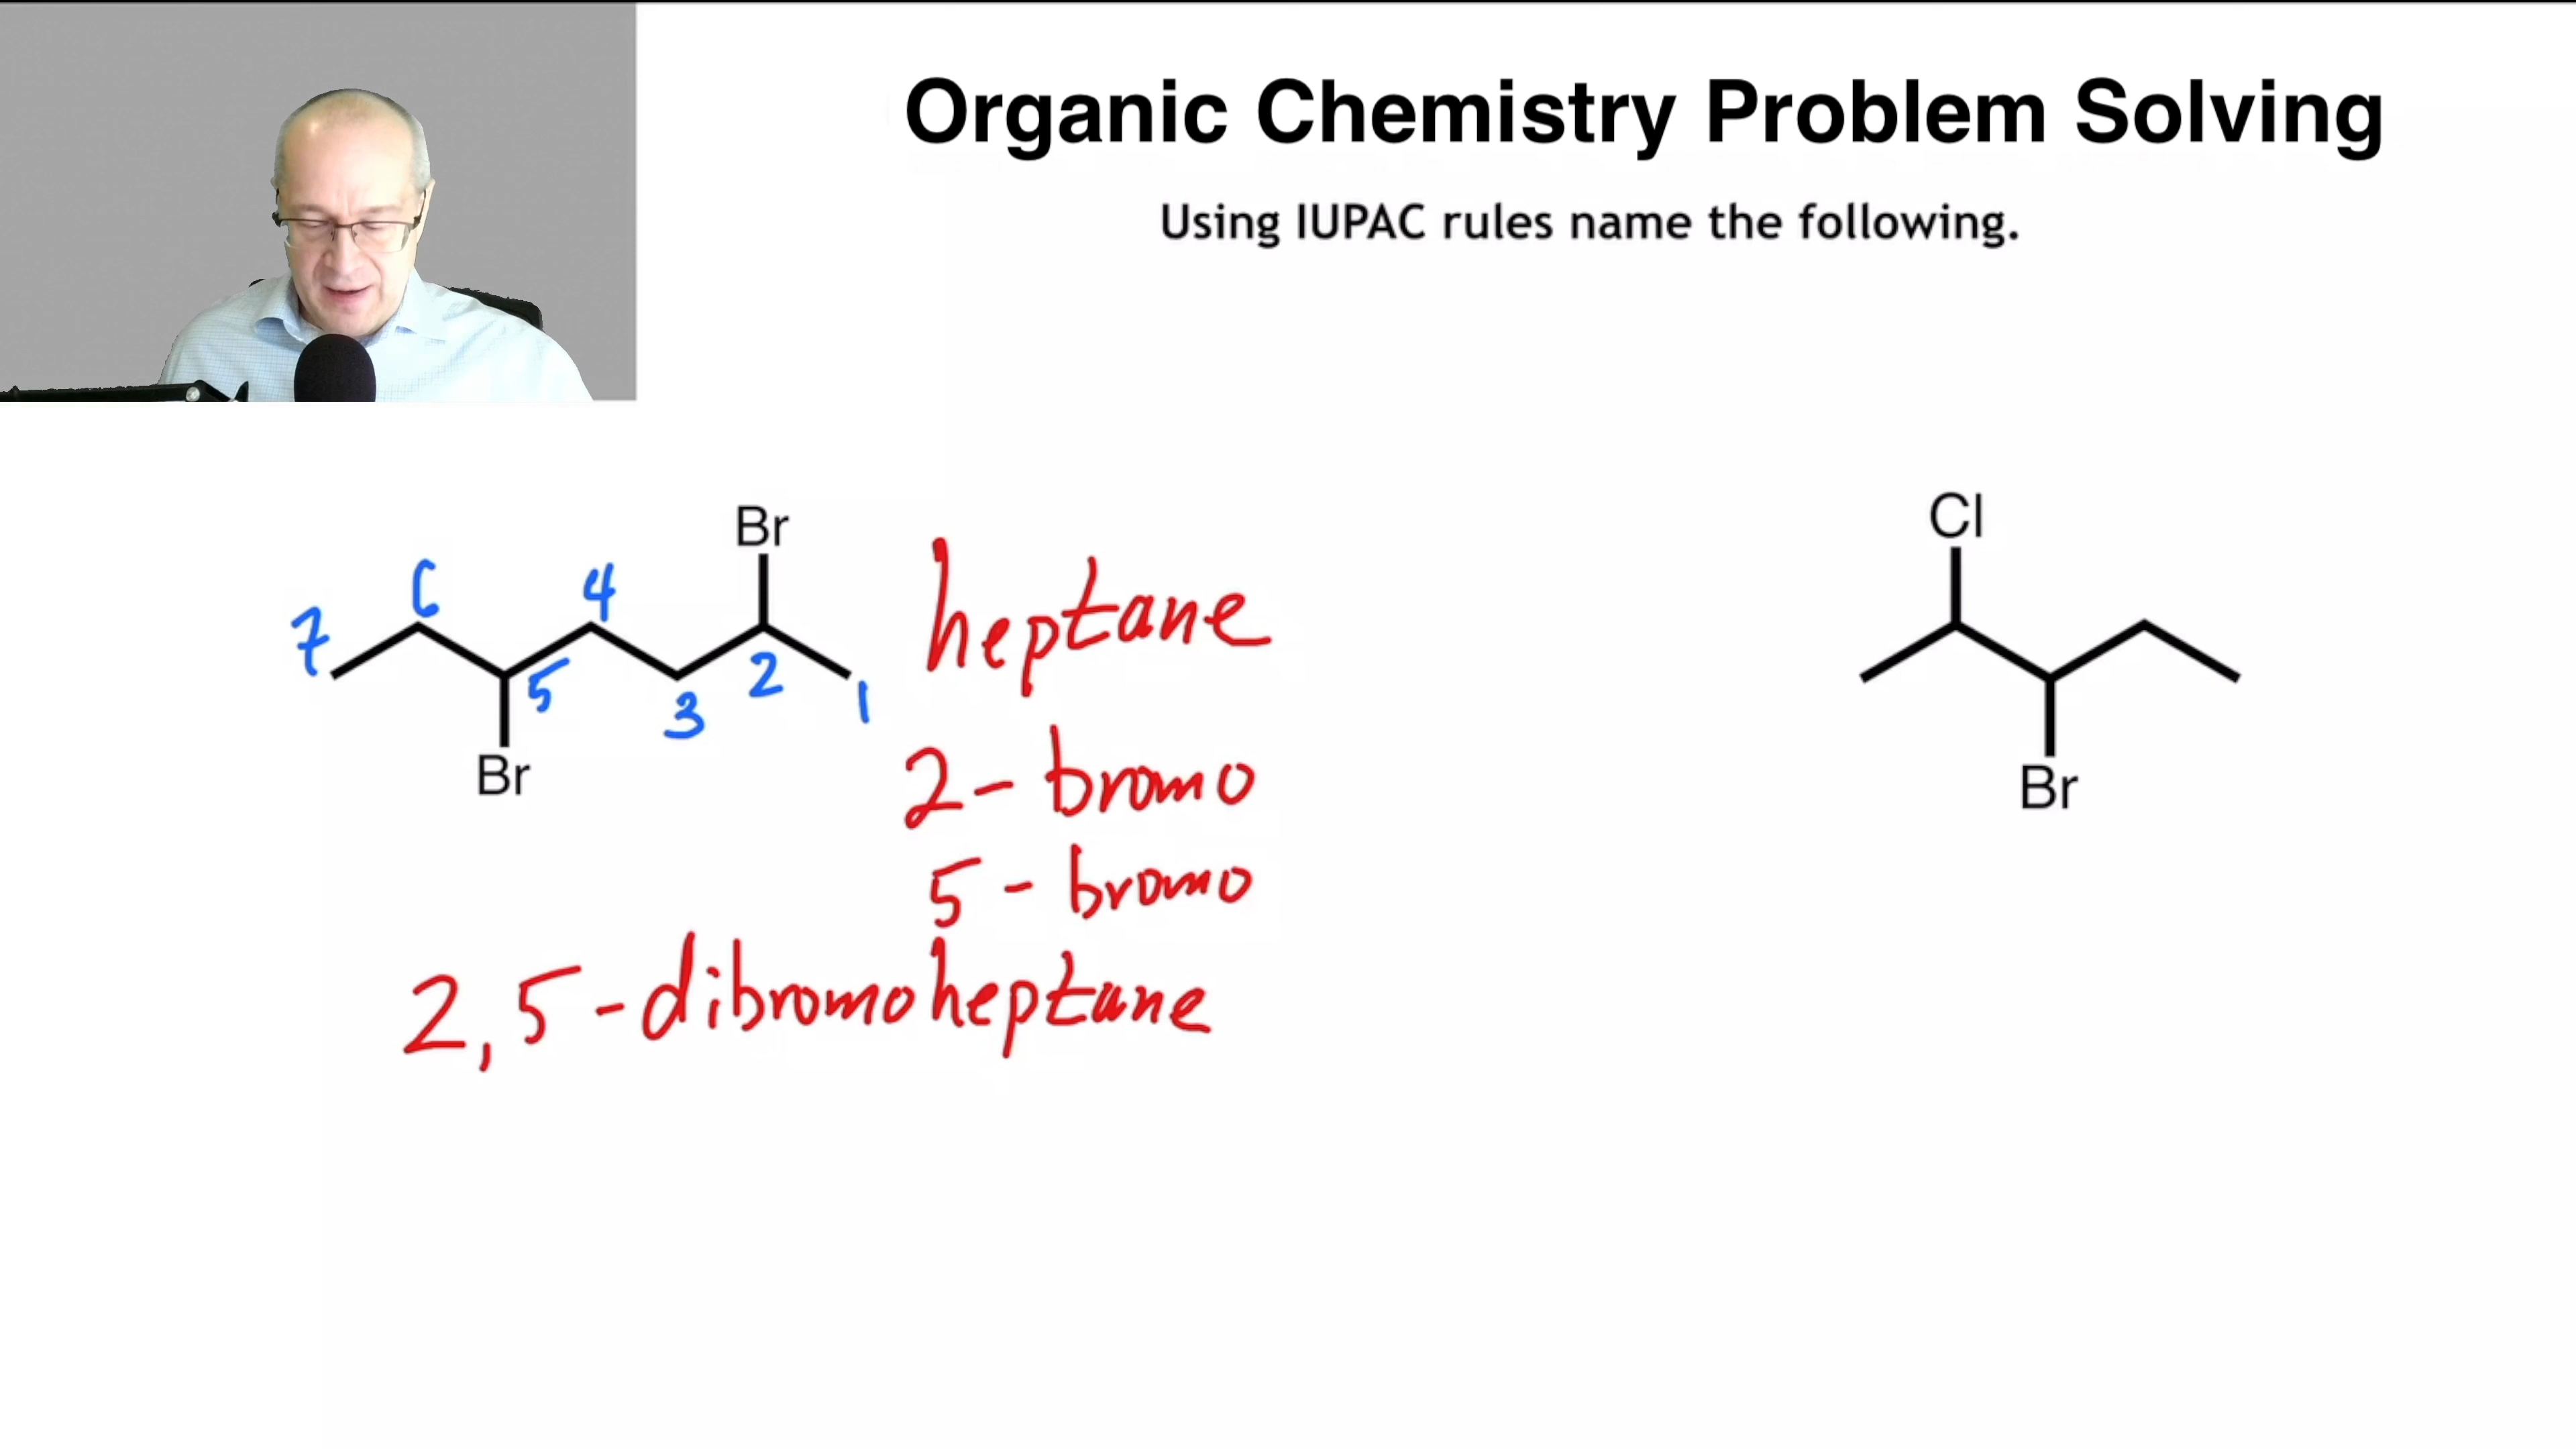 Organic Chemistry Problem Solving
Using IUPAC rules name the following.
Br
7 6 5 4 3 2 1
Br
heptane
2 - bromo
5 - bromo
2,5 - dibromoheptane
Cl
Br